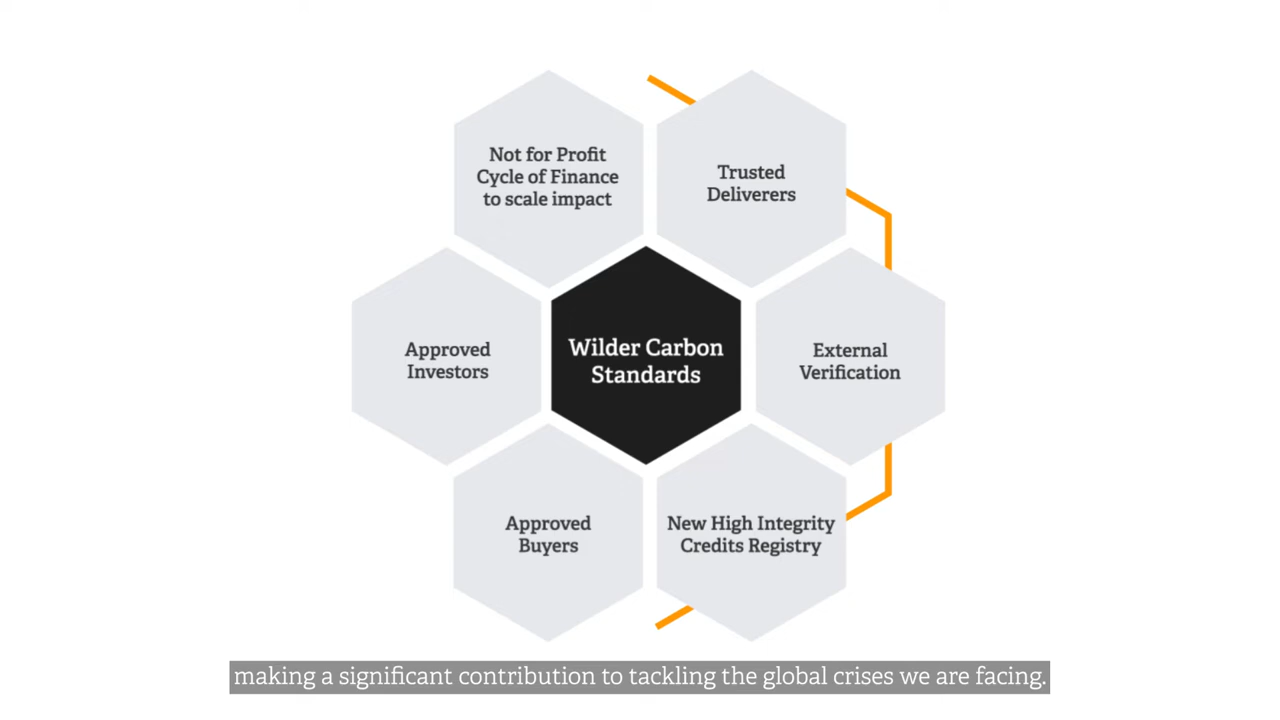 Not for Profit
Cycle of Finance
to scale impact
Trusted
Deliverers
Approved
Investors
Wilder Carbon
Standards
External
Verification
Approved
Buyers
New High Integrity
Credits Registry
making a significant contribution to tackling the global crises we are facing.